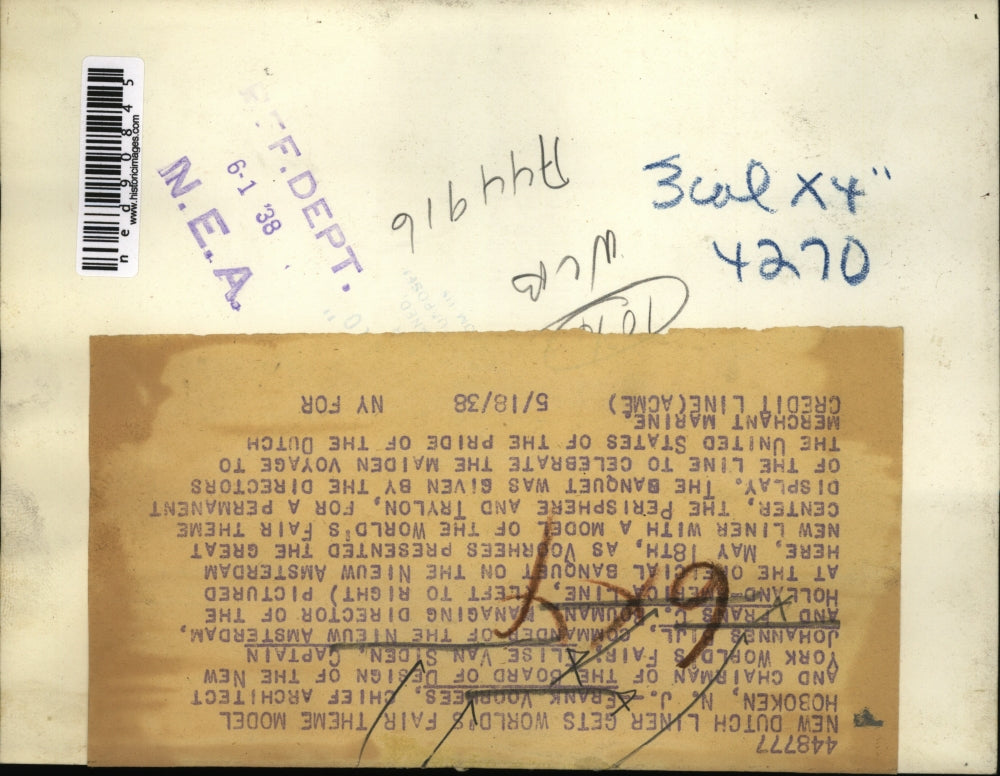 ned90845
www.historicimages.com
EFF. DEPT.
6-1 '38
N.E.A.
A44916
3 col X 4"
4270
WLB
448777
NEW DUTCH LINER GETS WORLD'S FAIR THEME MODEL
HOBOKEN, N. J. FRANK VOORHEES, CHIEF ARCHITECT
AND CHAIRMAN OF THE BOARD OF DESIGN OF THE NEW
YORK WORLD'S FAIR; ELISE VAN SIDEN, CAPTAIN
JOHANNES BIJL, COMMANDER OF THE NIEUW AMSTERDAM,
AND FRANS C. BOUMAN, MANAGING DIRECTOR OF THE
HOLLAND AMERICA LINE, (LEFT TO RIGHT) PICTURED
AT THE OFFICIAL BANQUET ON THE NIEUW AMSTERDAM
HERE, MAY 18TH, AS VOORHEES PRESENTED THE GREAT
NEW LINER WITH A MODEL OF THE WORLD'S FAIR THEME
CENTER, THE PERISPHERE AND TRYLON, FOR A PERMANENT
DISPLAY. THE BANQUET WAS GIVEN BY THE DIRECTORS
OF THE LINE TO CELEBRATE THE MAIDEN VOYAGE TO
THE UNITED STATES OF THE PRIDE OF THE DUTCH
MERCHANT MARINE.
CREDIT LINE(ACME) 5/18/38 NY FOR